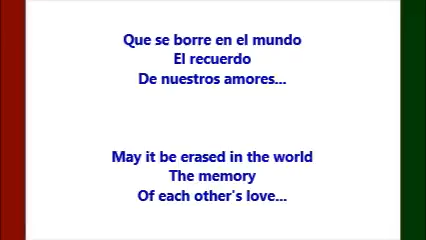 Que se borre en el mundo
El recuerdo
De nuestros amores...
May it be erased in the world
The memory
Of each other's love...